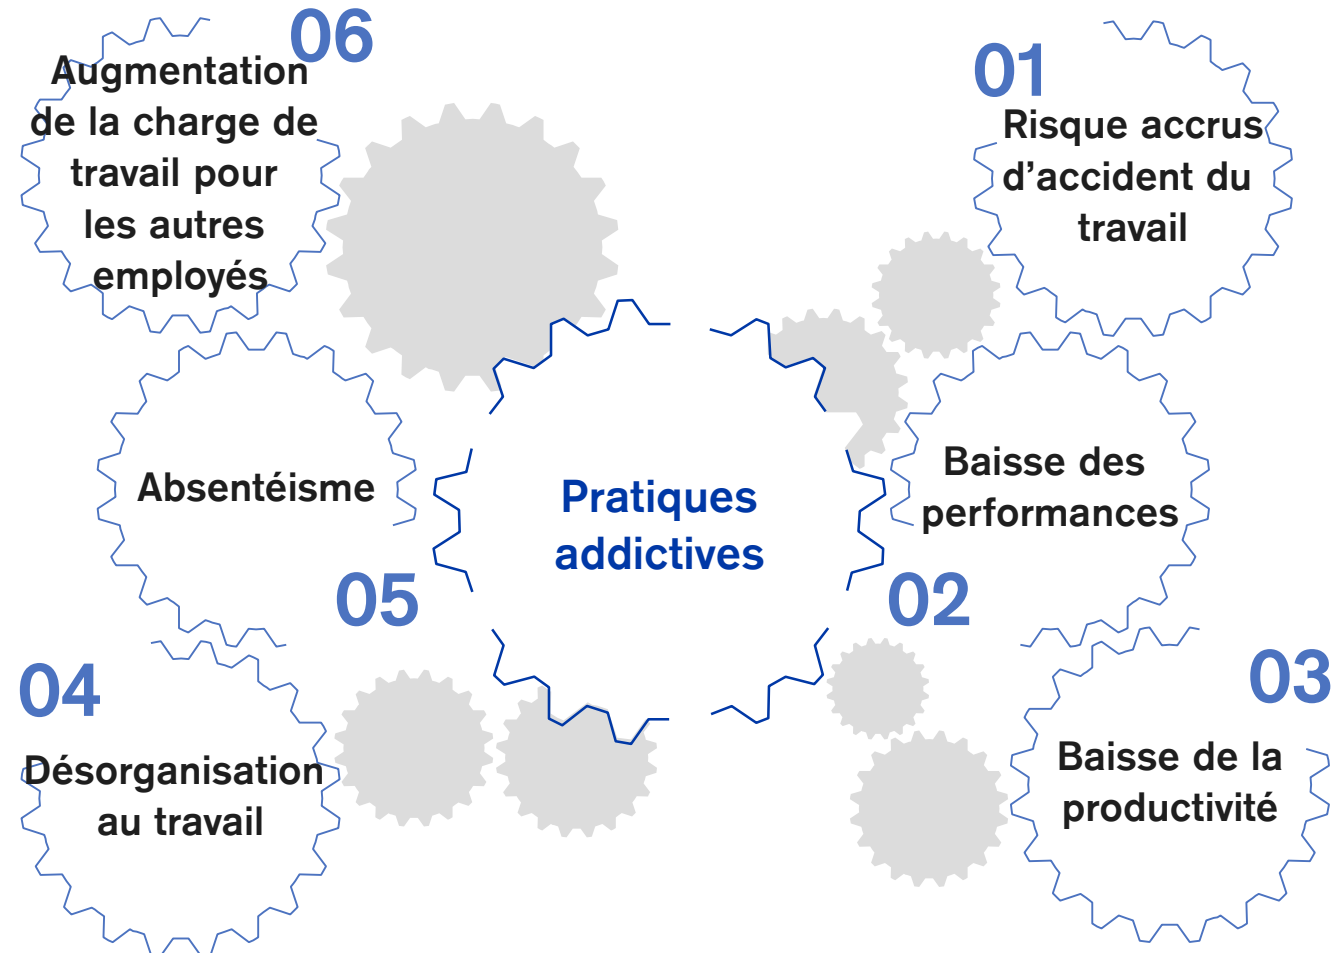 01
Risque accrus
d’accident du
travail
02
Baisse des
performances
03
Baisse de la
productivité
04
Désorganisation
au travail
05
Absentéisme
06
Augmentation
de la charge de
travail pour
les autres
employés
Pratiques
addictives